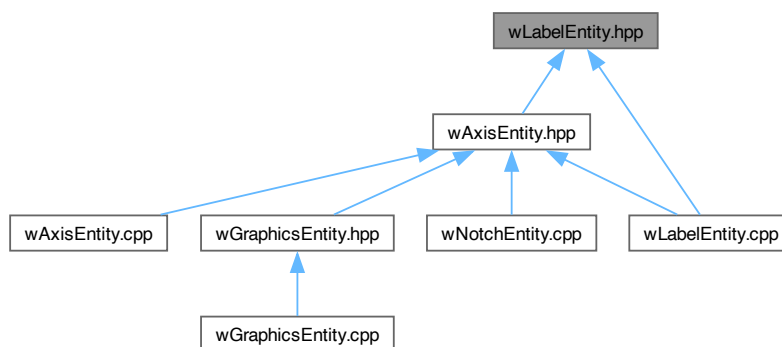 wLabelEntity.hpp
wAxisEntity.hpp
wAxisEntity.cpp
wGraphicsEntity.hpp
wNotchEntity.cpp
wLabelEntity.cpp
wGraphicsEntity.cpp